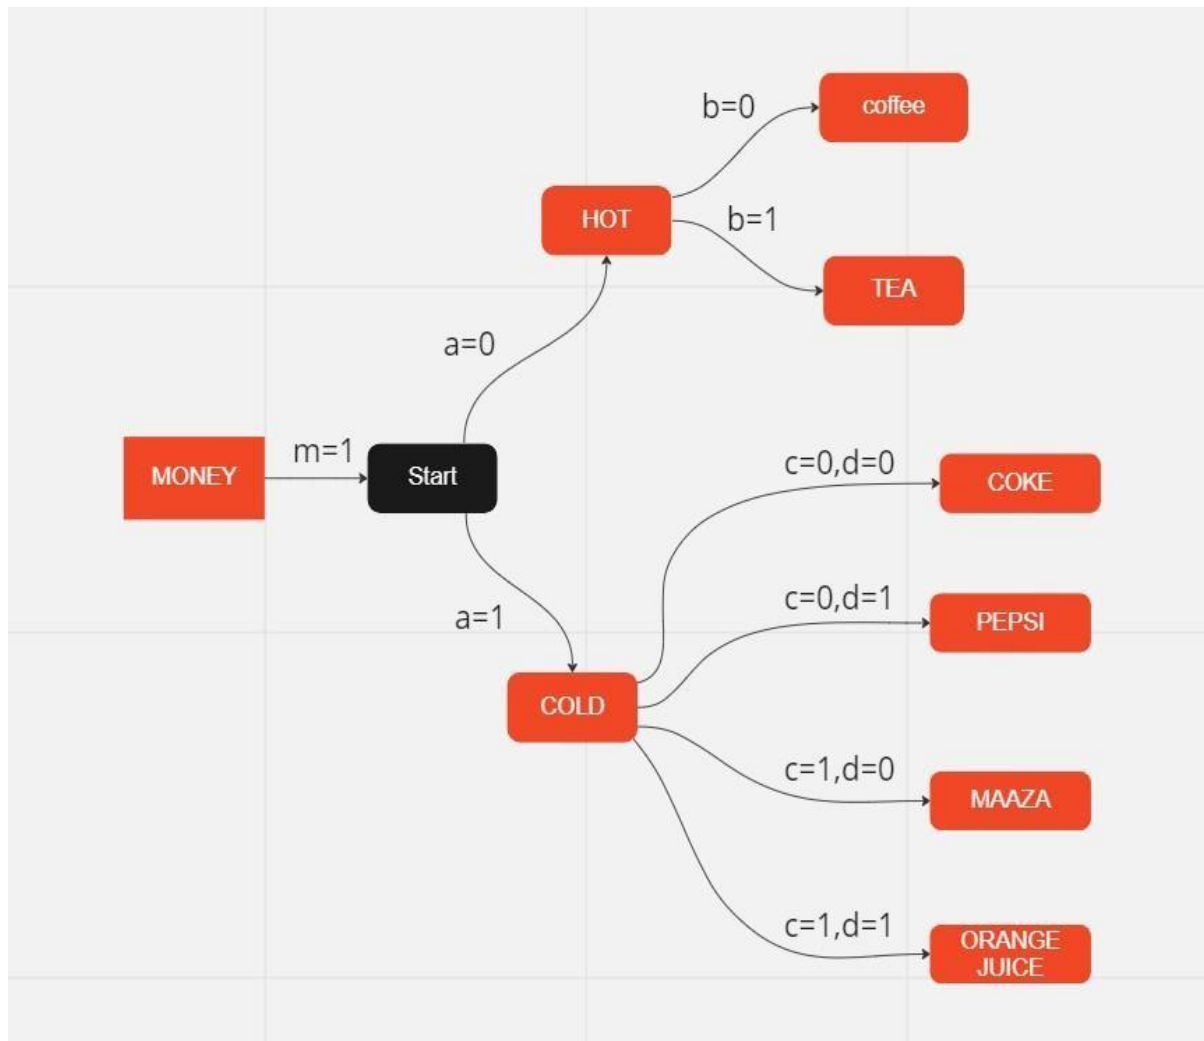 b=0
coffee
HOT
b=1
TEA
a=0
MONEY
m=1
Start
c=0,d=0
COKE
c=0,d=1
PEPSI
a=1
COLD
c=1,d=0
MAAZA
c=1,d=1
ORANGE
JUICE